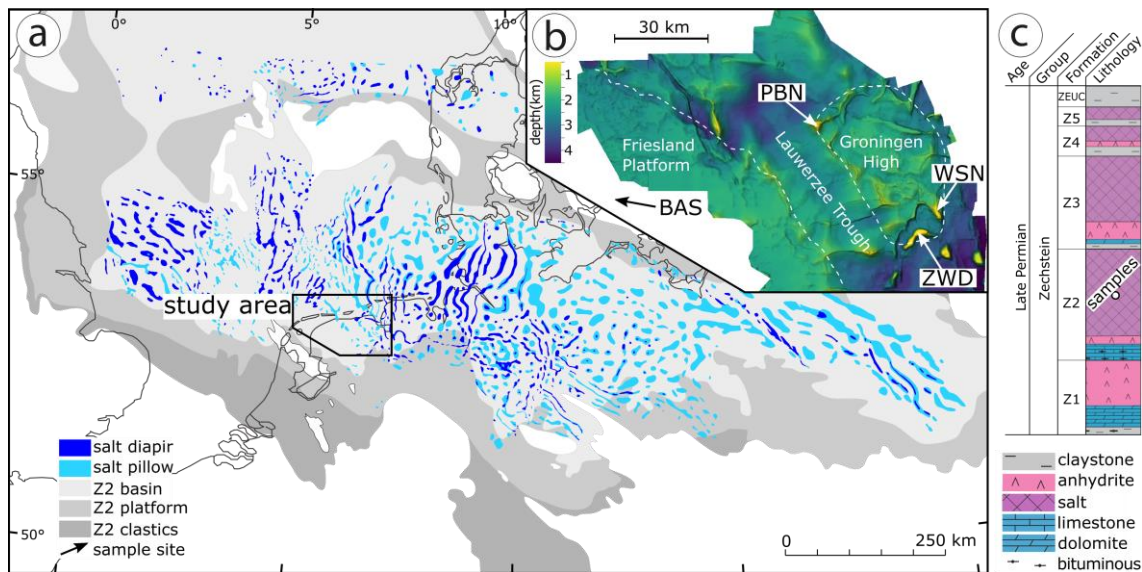 a
0°
5°
10°
55°
50°
study area
salt diapir
salt pillow
Z2 basin
Z2 platform
Z2 clastics
sample site
0
250 km
b
30 km
depth(km)
-1
-2
-3
-4
PBN
Friesland
Platform
Lauwerzee Trough
Groningen
High
WSN
BAS
ZWD
c
Age
Group
Formation
Lithology
Late Permian
Zechstein
ZEUC
Z5
Z4
Z3
Z2
Z1
samples
claystone
anhydrite
salt
limestone
dolomite
bituminous